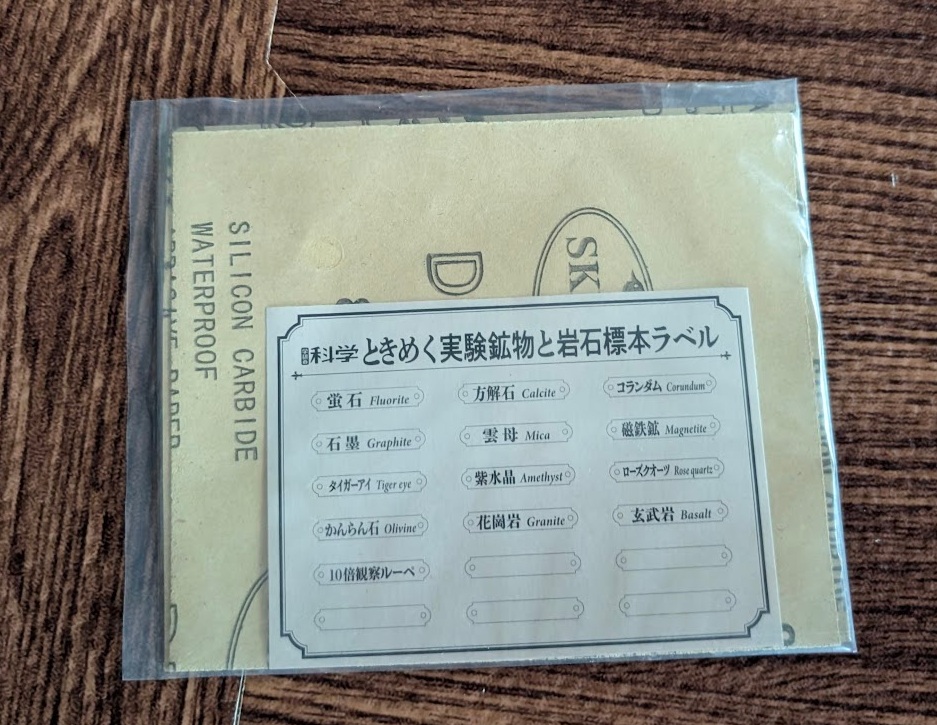 SILICON CARBIDE
WATERPROOF
ABRASIVE PAPER
D
SK
科学 ときめく実験鉱物と岩石標本ラベル
蛍石 Fluorite
方解石 Calcite
コランダム Corundum
石墨 Graphite
雲母 Mica
磁鉄鉱 Magnetite
タイガーアイ Tiger eye
紫水晶 Amethyst
ローズクオーツ Rose quartz
かんらん石 Olivine
花崗岩 Granite
玄武岩 Basalt
10倍観察ルーペ